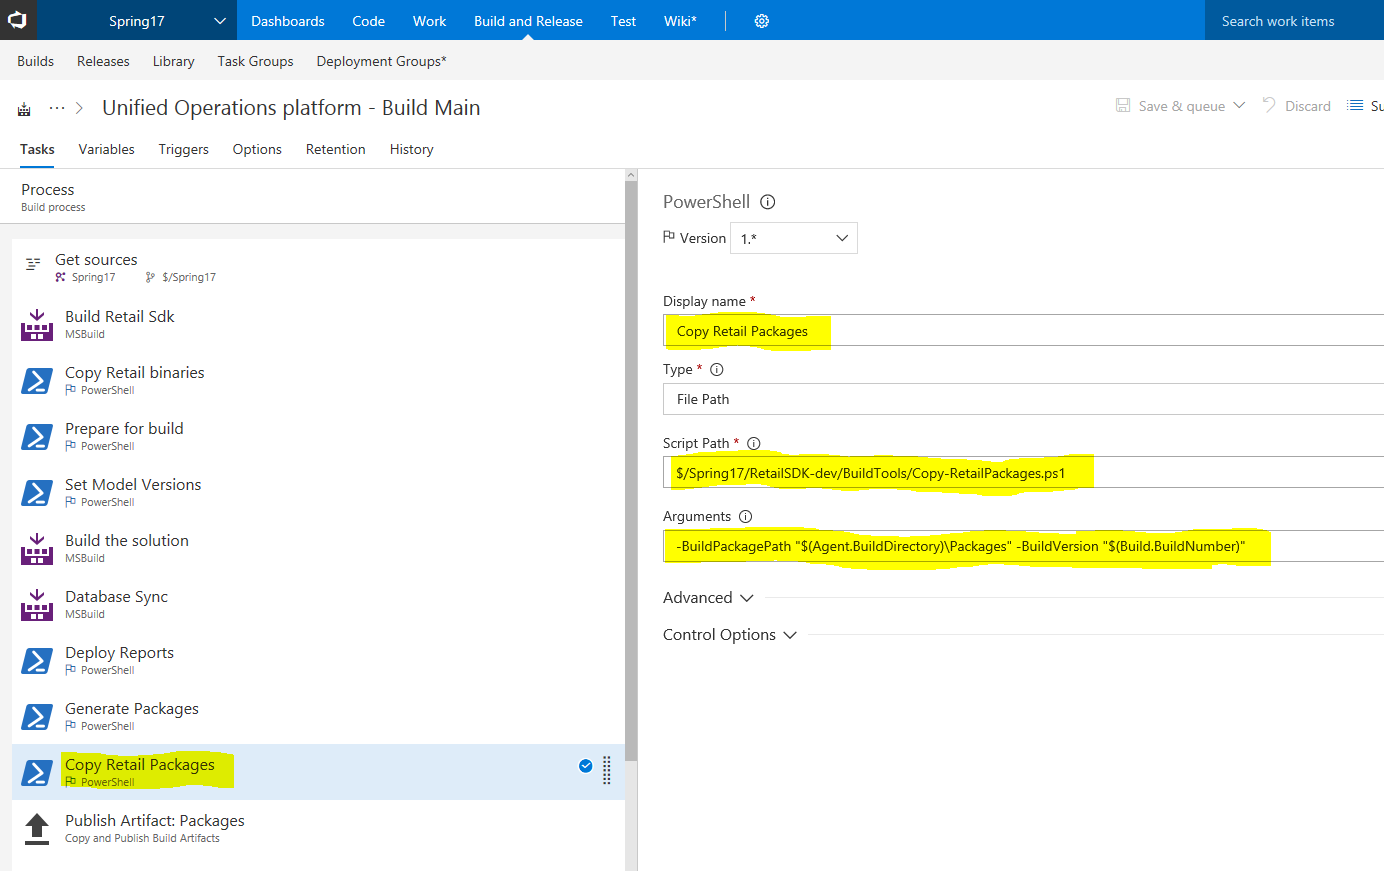 Spring17
Dashboards Code Work Build and Release Test Wiki*
Search work items
Builds Releases Library Task Groups Deployment Groups*
··· Unified Operations platform - Build Main
Save & queue Discard Su
Tasks Variables Triggers Options Retention History
Process
Build process
Get sources
Spring17 $/Spring17
Build Retail Sdk
MSBuild
Copy Retail binaries
PowerShell
Prepare for build
PowerShell
Set Model Versions
PowerShell
Build the solution
MSBuild
Database Sync
MSBuild
Deploy Reports
PowerShell
Generate Packages
PowerShell
Copy Retail Packages
PowerShell
Publish Artifact: Packages
Copy and Publish Build Artifacts
PowerShell
Version 1.*
Display name *
Copy Retail Packages
Type *
File Path
Script Path *
$/Spring17/RetailSDK-dev/BuildTools/Copy-RetailPackages.ps1
Arguments
-BuildPackagePath "$(Agent.BuildDirectory)\Packages" -BuildVersion "$(Build.BuildNumber)"
Advanced
Control Options